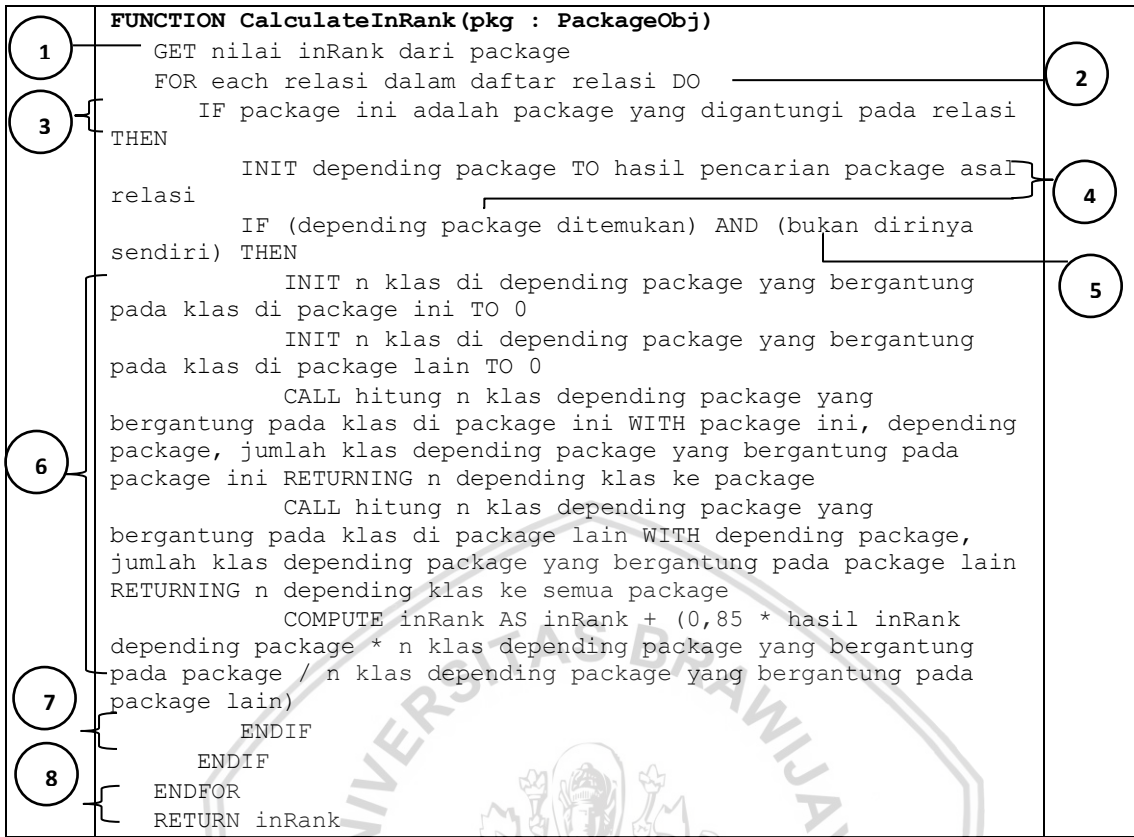 FUNCTION CalculateInRank(pkg : PackageObj)
1
GET nilai inRank dari package
FOR each relasi dalam daftar relasi DO
2
3
IF package ini adalah package yang digantungi pada relasi
THEN
INIT depending package TO hasil pencarian package asal
relasi
4
IF (depending package ditemukan) AND (bukan dirinya
sendiri) THEN
5
INIT n klas di depending package yang bergantung
pada klas di package ini TO 0
INIT n klas di depending package yang bergantung
pada klas di package lain TO 0
CALL hitung n klas depending package yang
bergantung pada klas di package ini WITH package ini, depending
package, jumlah klas depending package yang bergantung pada
6
package ini RETURNING n depending klas ke package
CALL hitung n klas depending package yang
bergantung pada klas di package lain WITH depending package,
jumlah klas depending package yang bergantung pada package lain
RETURNING n depending klas ke semua package
COMPUTE inRank AS inRank + (0,85 * hasil inRank
depending package * n klas depending package yang bergantung
pada package / n klas depending package yang bergantung pada
package lain)
7
ENDIF
ENDIF
8
ENDFOR
RETURN inRank